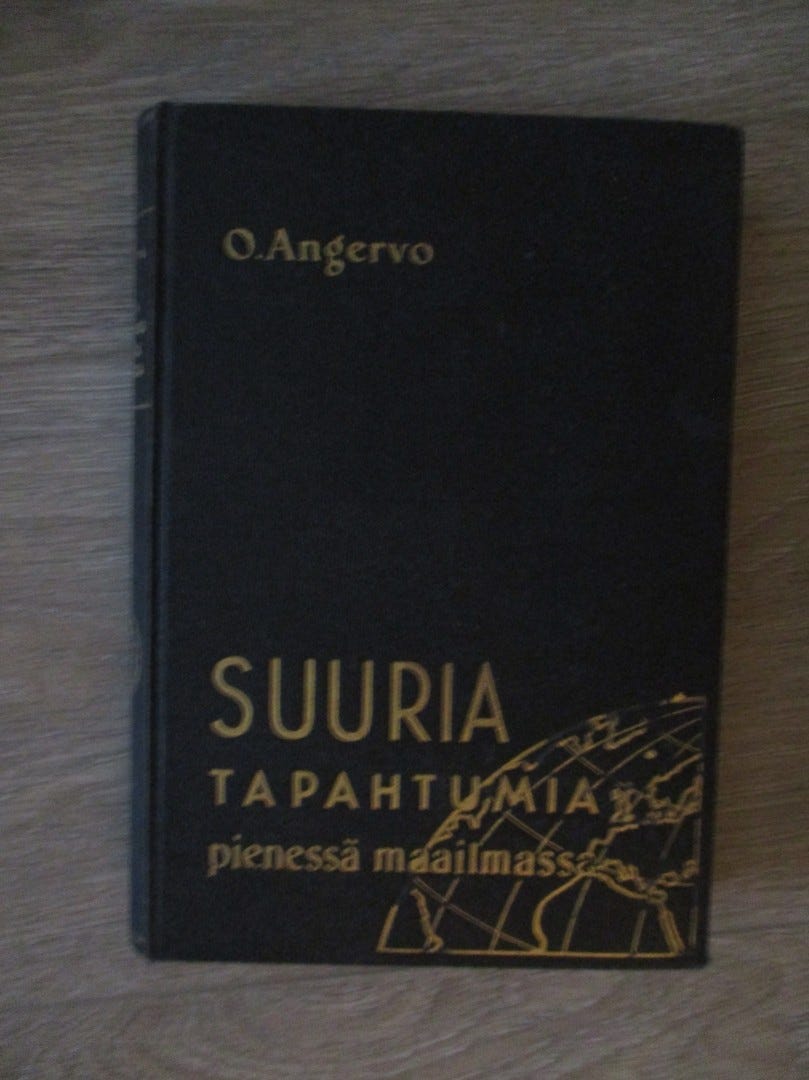 O. Angervo
SUURIA
TAPAHTUMIA
pienessä maailmassa